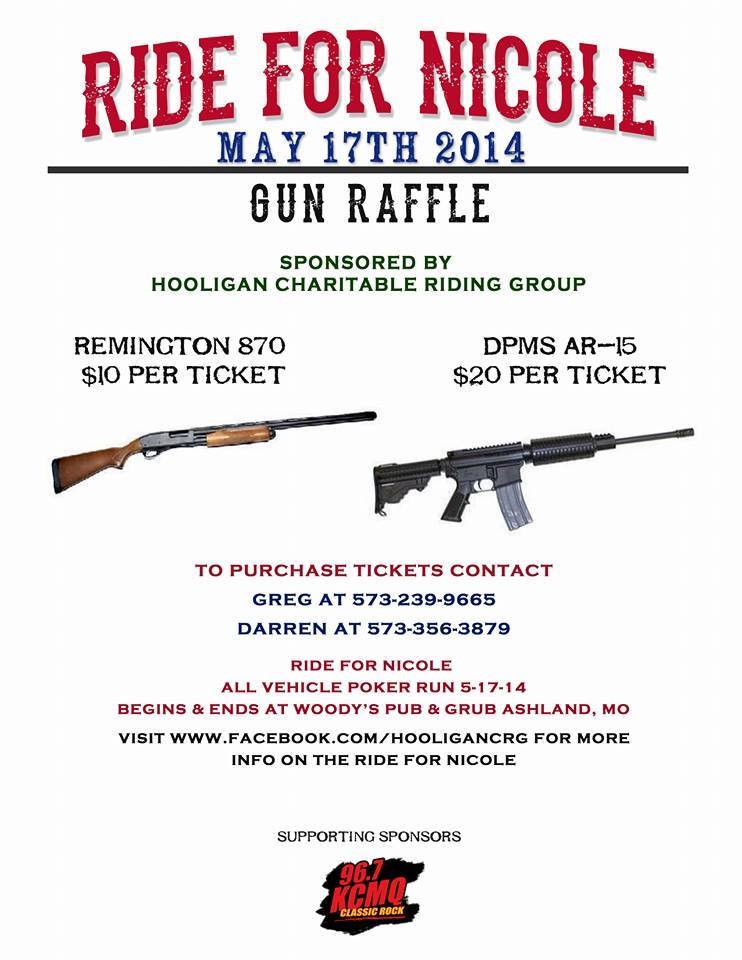 RIDE FOR NICOLE
MAY 17TH 2014
GUN RAFFLE
SPONSORED BY
HOOLIGAN CHARITABLE RIDING GROUP
REMINGTON 870
$10 PER TICKET
DPMS AR-15
$20 PER TICKET
TO PURCHASE TICKETS CONTACT
GREG AT 573-239-9665
DARREN AT 573-356-3879
RIDE FOR NICOLE
ALL VEHICLE POKER RUN 5-17-14
BEGINS & ENDS AT WOODY'S PUB & GRUB ASHLAND, MO
VISIT WWW.FACEBOOK.COM/HOOLIGANCRG FOR MORE
INFO ON THE RIDE FOR NICOLE
SUPPORTING SPONSORS
96.7
KCMQ
CLASSIC ROCK